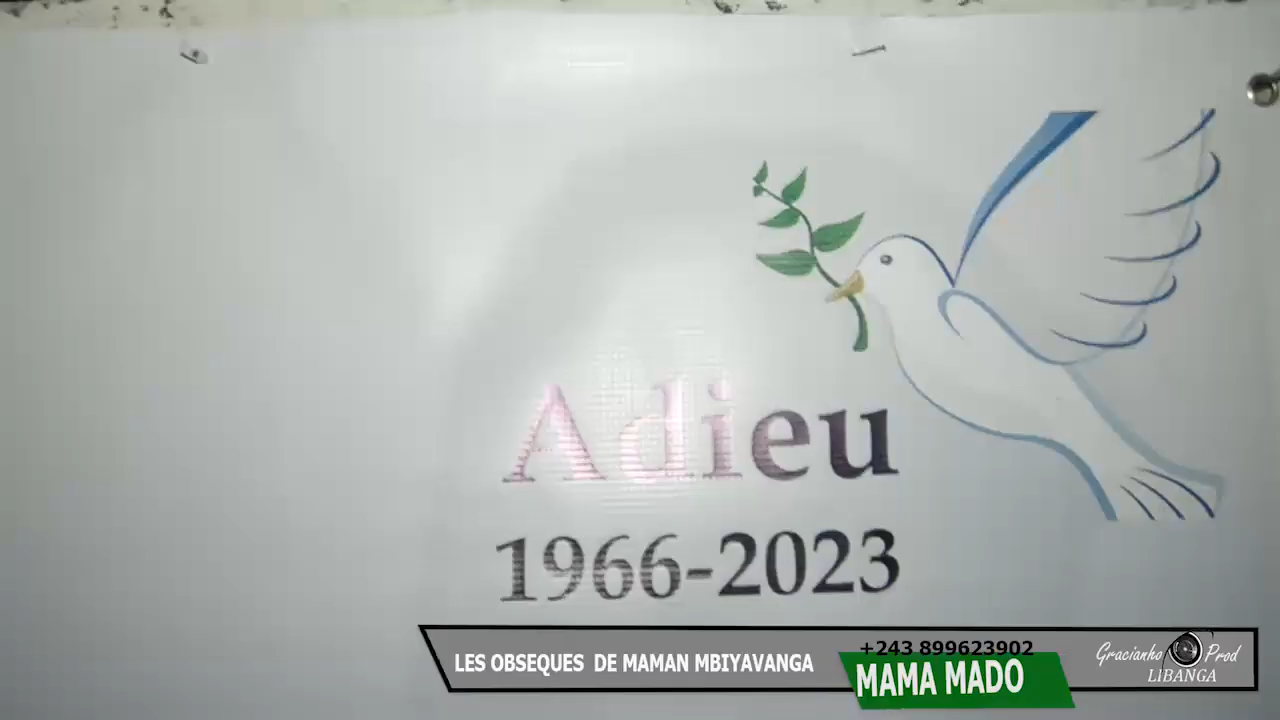 Adieu
1966-2023
LES OBSEQUES DE MAMAN MBIYAVANGA
+243 899623902
MAMA MADO
Gracianho Prod
LIBANGA